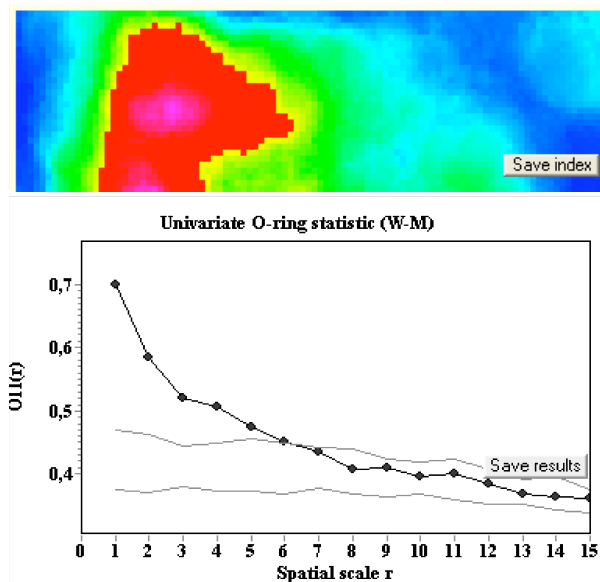 Save index
Univariate O-ring statistic (W-M)
0,7
0,6
0,5
0,4
O11(r)
Save results
0 1 2 3 4 5 6 7 8 9 10 11 12 13 14 15
Spatial scale r